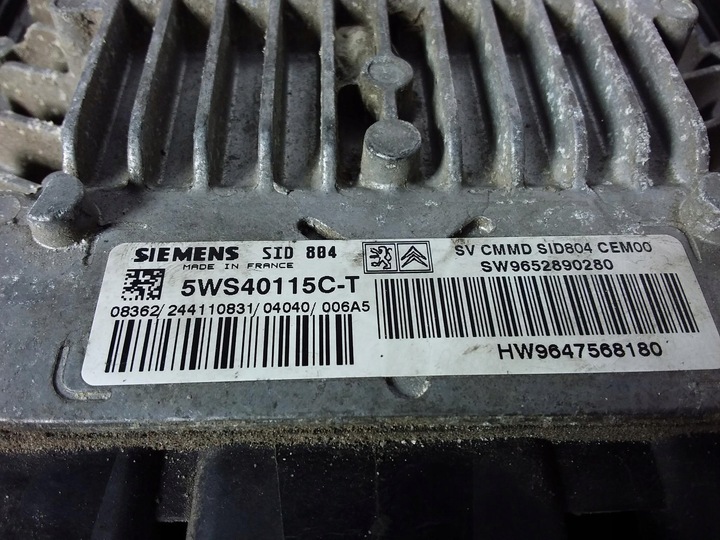 SIEMENS SID 804
MADE IN FRANCE
5WS40115C-T
08362/244110831/04040/006A5
SV CMMD SID804 CEM00
SW9652890280
HW9647568180